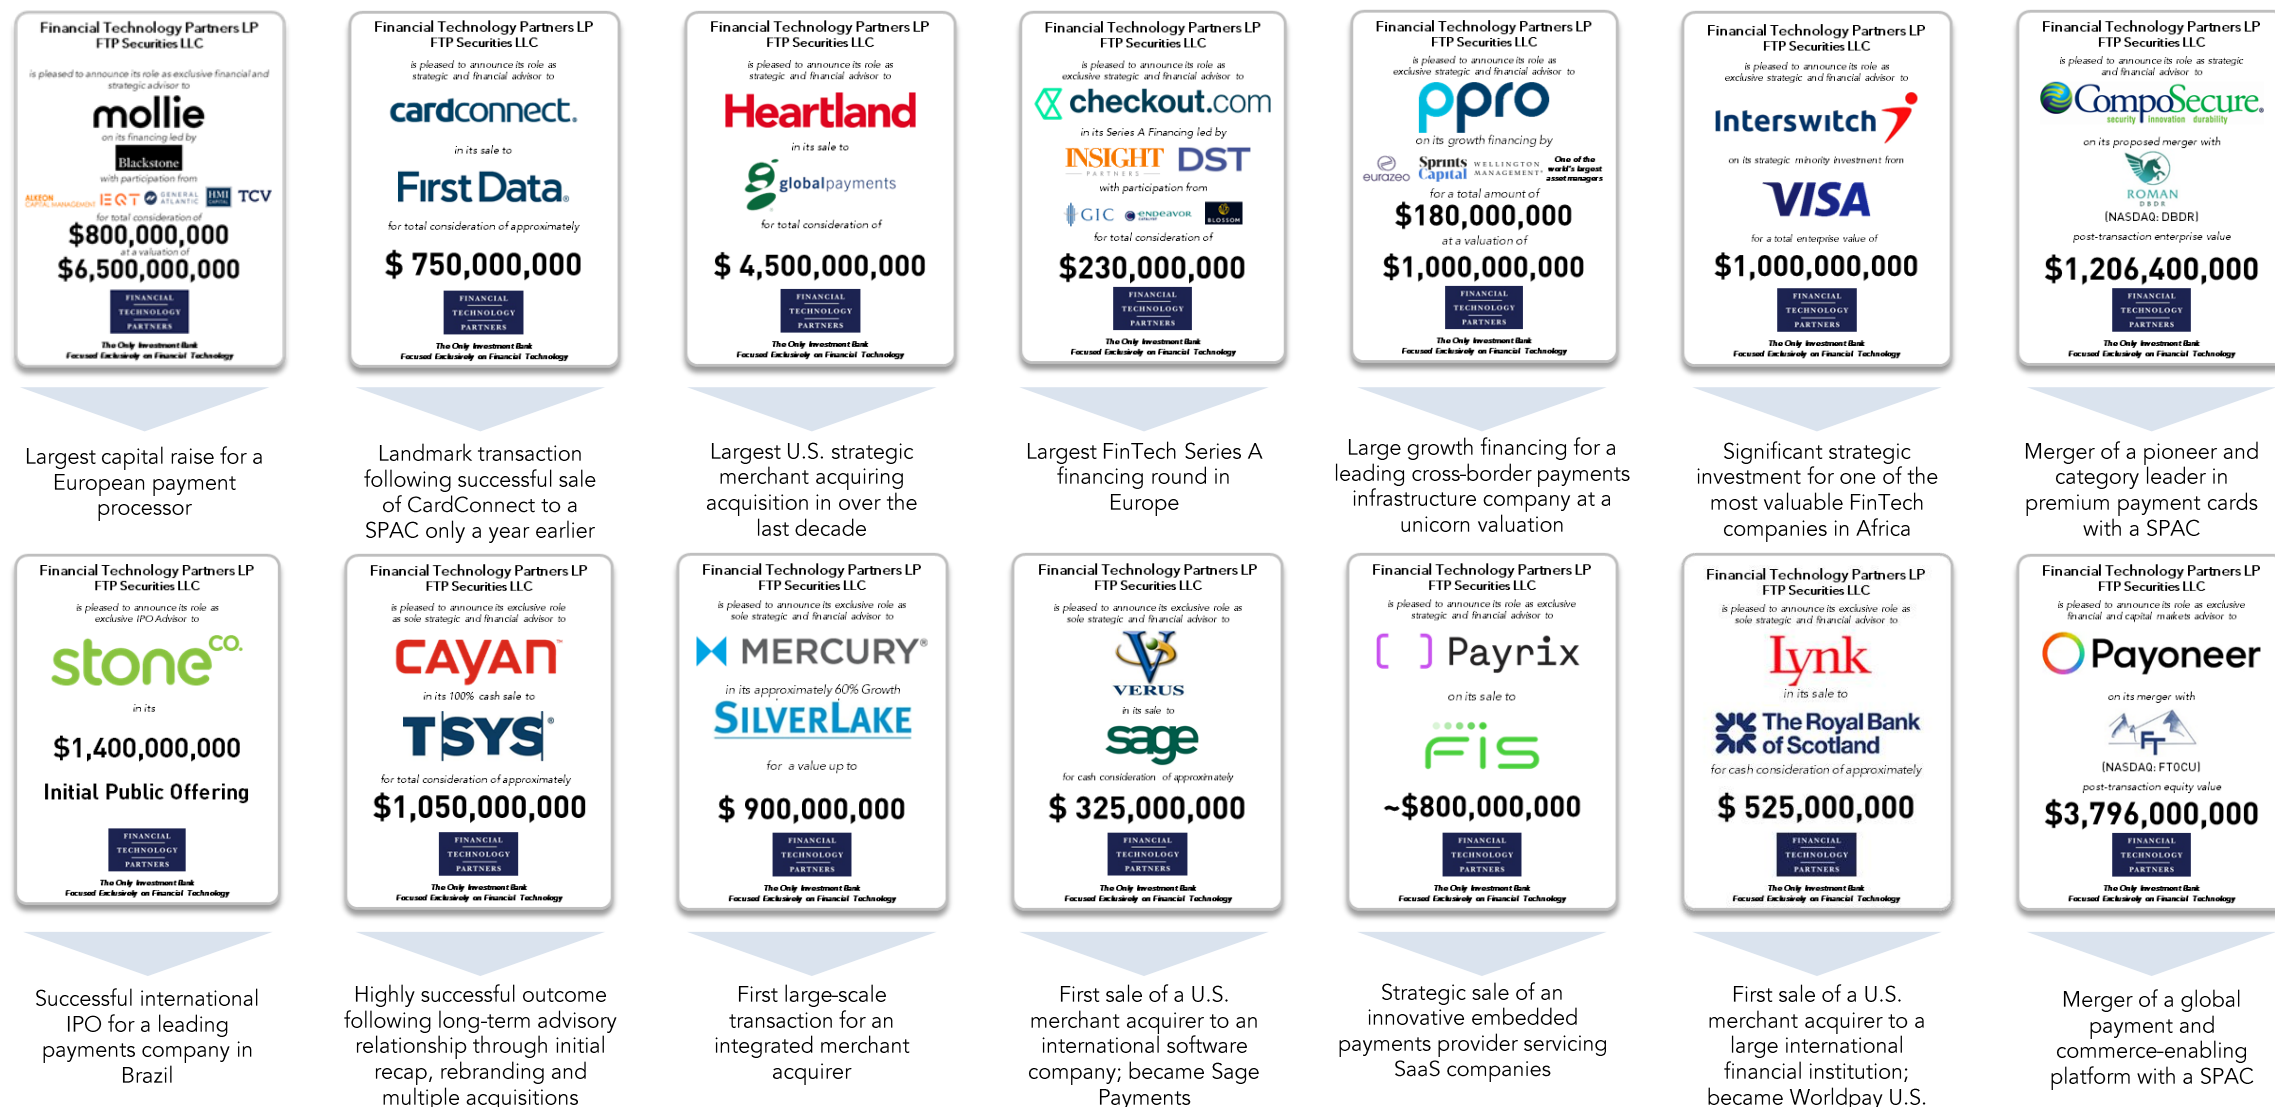 Financial Technology Partners LP
FTP Securities LLC
is pleased to announce its role as exclusive financial and
strategic advisor to
mollie
on its financing led by
Blackstone
with participation from
ALKEON
CAPITAL MANAGEMENT
EQT
GENERAL
ATLANTIC
HMI
CAPITAL
TCV
for total consideration of
$800,000,000
at a valuation of
$6,500,000,000
FINANCIAL
TECHNOLOGY
PARTNERS
The Only Investment Bank
Focused Exclusively on Financial Technology
Largest capital raise for a
European payment
processor
Financial Technology Partners LP
FTP Securities LLC
is pleased to announce its role as
strategic and financial advisor to
cardconnect.
in its sale to
First Data®
for total consideration of approximately
$ 750,000,000
FINANCIAL
TECHNOLOGY
PARTNERS
The Only Investment Bank
Focused Exclusively on Financial Technology
Landmark transaction
following successful sale
of CardConnect to a
SPAC only a year earlier
Financial Technology Partners LP
FTP Securities LLC
is pleased to announce its role as
strategic and financial advisor to
Heartland
in its sale to
globalpayments
for total consideration of
$ 4,500,000,000
FINANCIAL
TECHNOLOGY
PARTNERS
The Only Investment Bank
Focused Exclusively on Financial Technology
Largest U.S. strategic
merchant acquiring
acquisition in over the
last decade
Financial Technology Partners LP
FTP Securities LLC
is pleased to announce its role as
exclusive strategic and financial advisor to
checkout.com
in its Series A Financing led by
INSIGHT
PARTNERS
DST
with participation from
GIC
ENDEAVOR
CATALYST
BLOSSOM
for total consideration of
$230,000,000
FINANCIAL
TECHNOLOGY
PARTNERS
The Only Investment Bank
Focused Exclusively on Financial Technology
Largest FinTech Series A
financing round in
Europe
Financial Technology Partners LP
FTP Securities LLC
is pleased to announce its role as
exclusive strategic and financial advisor to
ppro
on its growth financing by
eurazeo
Sprints
Capital
WELLINGTON
MANAGEMENT®
One of the
world's largest
asset managers
for a total amount of
$180,000,000
at a valuation of
$1,000,000,000
FINANCIAL
TECHNOLOGY
PARTNERS
The Only Investment Bank
Focused Exclusively on Financial Technology
Large growth financing for a
leading cross-border payments
infrastructure company at a
unicorn valuation
Financial Technology Partners LP
FTP Securities LLC
is pleased to announce its role as
exclusive strategic and financial advisor to
Interswitch
on its strategic minority investment from
VISA
for a total enterprise value of
$1,000,000,000
FINANCIAL
TECHNOLOGY
PARTNERS
The Only Investment Bank
Focused Exclusively on Financial Technology
Significant strategic
investment for one of the
most valuable FinTech
companies in Africa
Financial Technology Partners LP
FTP Securities LLC
is pleased to announce its role as strategic
and financial advisor to
CompoSecure®
security innovation durability
on its proposed merger with
ROMAN
DBDR
(NASDAQ: DBDR)
post-transaction enterprise value
$1,206,400,000
FINANCIAL
TECHNOLOGY
PARTNERS
The Only Investment Bank
Focused Exclusively on Financial Technology
Merger of a pioneer and
category leader in
premium payment cards
with a SPAC
Financial Technology Partners LP
FTP Securities LLC
is pleased to announce its role as
exclusive IPO Advisor to
stoneco.
in its
$1,400,000,000
Initial Public Offering
FINANCIAL
TECHNOLOGY
PARTNERS
The Only Investment Bank
Focused Exclusively on Financial Technology
Successful international
IPO for a leading
payments company in
Brazil
Financial Technology Partners LP
FTP Securities LLC
is pleased to announce its exclusive role
as sole strategic and financial advisor to
CAYAN™
in its 100% cash sale to
TSYS®
for total consideration of approximately
$1,050,000,000
FINANCIAL
TECHNOLOGY
PARTNERS
The Only Investment Bank
Focused Exclusively on Financial Technology
Highly successful outcome
following long-term advisory
relationship through initial
recap, rebranding and
multiple acquisitions
Financial Technology Partners LP
FTP Securities LLC
is pleased to announce its exclusive role as
sole strategic and financial advisor to
MERCURY®
in its approximately 60% Growth
SILVERLAKE
for a value up to
$ 900,000,000
FINANCIAL
TECHNOLOGY
PARTNERS
The Only Investment Bank
Focused Exclusively on Financial Technology
First large-scale
transaction for an
integrated merchant
acquirer
Financial Technology Partners LP
FTP Securities LLC
is pleased to announce its exclusive role as
sole strategic and financial advisor to
VERUS
in its sale to
sage
for cash consideration of approximately
$ 325,000,000
FINANCIAL
TECHNOLOGY
PARTNERS
The Only Investment Bank
Focused Exclusively on Financial Technology
First sale of a U.S.
merchant acquirer to an
international software
company; became Sage
Payments
Financial Technology Partners LP
FTP Securities LLC
is pleased to announce its role as exclusive
strategic and financial advisor to
Payrix
on its sale to
FIS
~$800,000,000
FINANCIAL
TECHNOLOGY
PARTNERS
The Only Investment Bank
Focused Exclusively on Financial Technology
Strategic sale of an
innovative embedded
payments provider servicing
SaaS companies
Financial Technology Partners LP
FTP Securities LLC
is pleased to announce its exclusive role as
sole strategic and financial advisor to
Lynk
in its sale to
The Royal Bank
of Scotland
for cash consideration of approximately
$ 525,000,000
FINANCIAL
TECHNOLOGY
PARTNERS
The Only Investment Bank
Focused Exclusively on Financial Technology
First sale of a U.S.
merchant acquirer to a
large international
financial institution;
became Worldpay U.S.
Financial Technology Partners LP
FTP Securities LLC
is pleased to announce its role as exclusive
financial and capital markets advisor to
Payoneer
on its merger with
FT
(NASDAQ: FTOCU)
post-transaction equity value
$3,796,000,000
FINANCIAL
TECHNOLOGY
PARTNERS
The Only Investment Bank
Focused Exclusively on Financial Technology
Merger of a global
payment and
commerce-enabling
platform with a SPAC